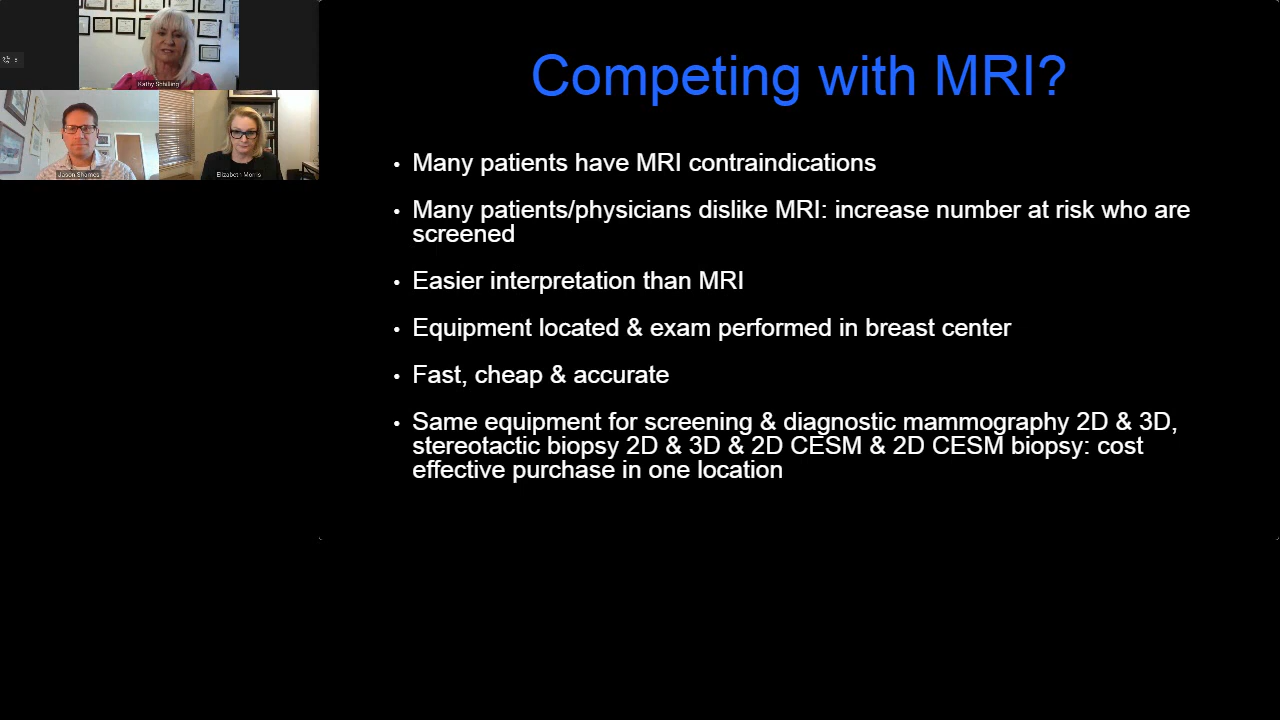 Kathy Schilling
Jason Shames
Elizabeth Morris
Competing with MRI?
• Many patients have MRI contraindications
• Many patients/physicians dislike MRI: increase number at risk who are
screened
• Easier interpretation than MRI
• Equipment located & exam performed in breast center
• Fast, cheap & accurate
• Same equipment for screening & diagnostic mammography 2D & 3D,
stereotactic biopsy 2D & 3D & 2D CESM & 2D CESM biopsy: cost
effective purchase in one location